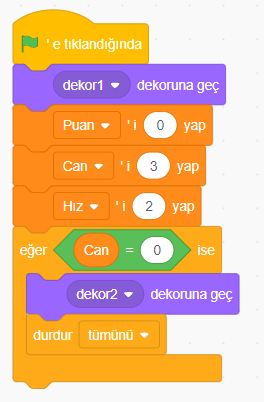 ' e tıklandığında
dekor1 dekoruna geç
Puan ' i 0 yap
Can ' i 3 yap
Hız ' i 2 yap
eğer Can = 0 ise
dekor2 dekoruna geç
durdur tümünü